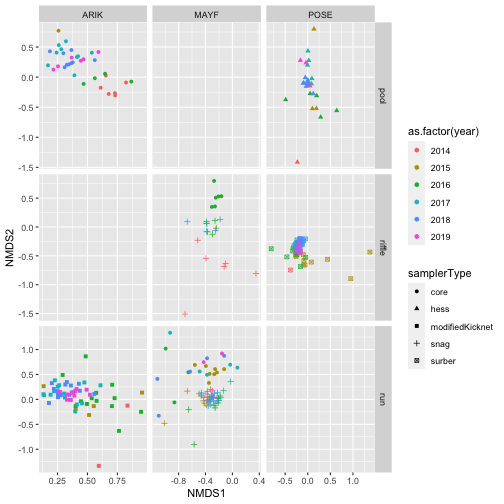 ARIK MAYF POSE
0.5
0.0
-0.5
-1.0
-1.5
pool
0.5
0.0
-0.5
-1.0
-1.5
riffle
1.0
0.5
0.0
-0.5
-1.0
run
0.25 0.50 0.75 -0.8 -0.4 0.0 0.4 -0.5 0.0 0.5 1.0
NMDS1
NMDS2
as.factor(year)
2014
2015
2016
2017
2018
2019
samplerType
core
hess
modifiedKicknet
snag
surber